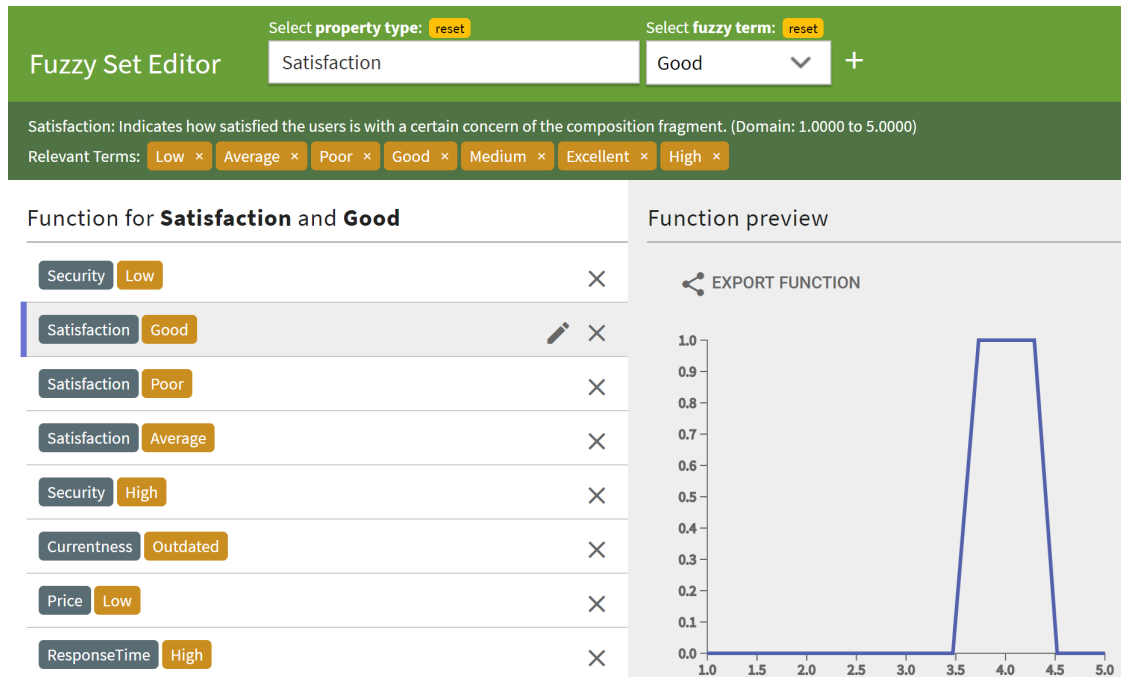 Select property type: reset
Select fuzzy term: reset
Fuzzy Set Editor
Satisfaction
Good
+
Satisfaction: Indicates how satisfied the users is with a certain concern of the composition fragment. (Domain: 1.0000 to 5.0000)
Relevant Terms: Low × Average × Poor × Good × Medium × Excellent × High ×
Function for Satisfaction and Good
Security Low
Satisfaction Good
Satisfaction Poor
Satisfaction Average
Security High
Currentness Outdated
Price Low
ResponseTime High
Function preview
EXPORT FUNCTION
1.0
0.9
0.8
0.7
0.6
0.5
0.4
0.3
0.2
0.1
0.0
1.0 1.5 2.0 2.5 3.0 3.5 4.0 4.5 5.0